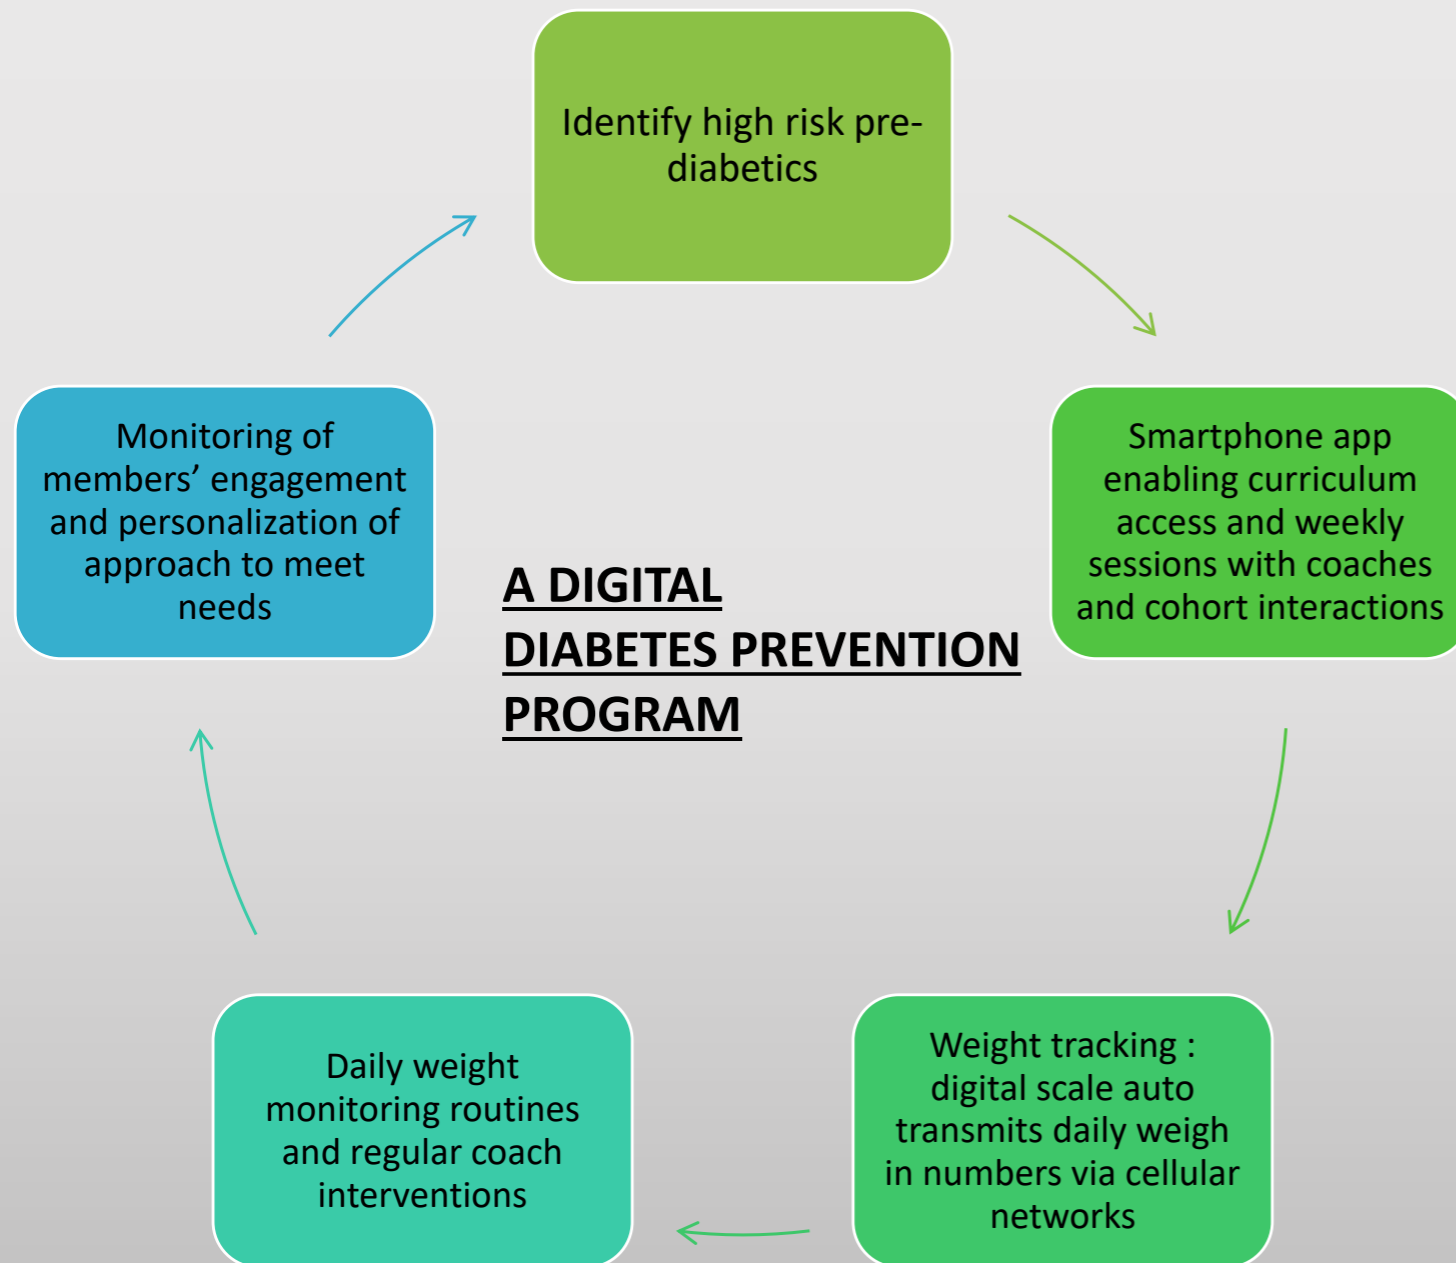 Identify high risk pre-
diabetics
Smartphone app
enabling curriculum
access and weekly
sessions with coaches
and cohort interactions
Weight tracking :
digital scale auto
transmits daily weigh
in numbers via cellular
networks
Daily weight
monitoring routines
and regular coach
interventions
Monitoring of
members’ engagement
and personalization of
approach to meet
needs
A DIGITAL
DIABETES PREVENTION
PROGRAM